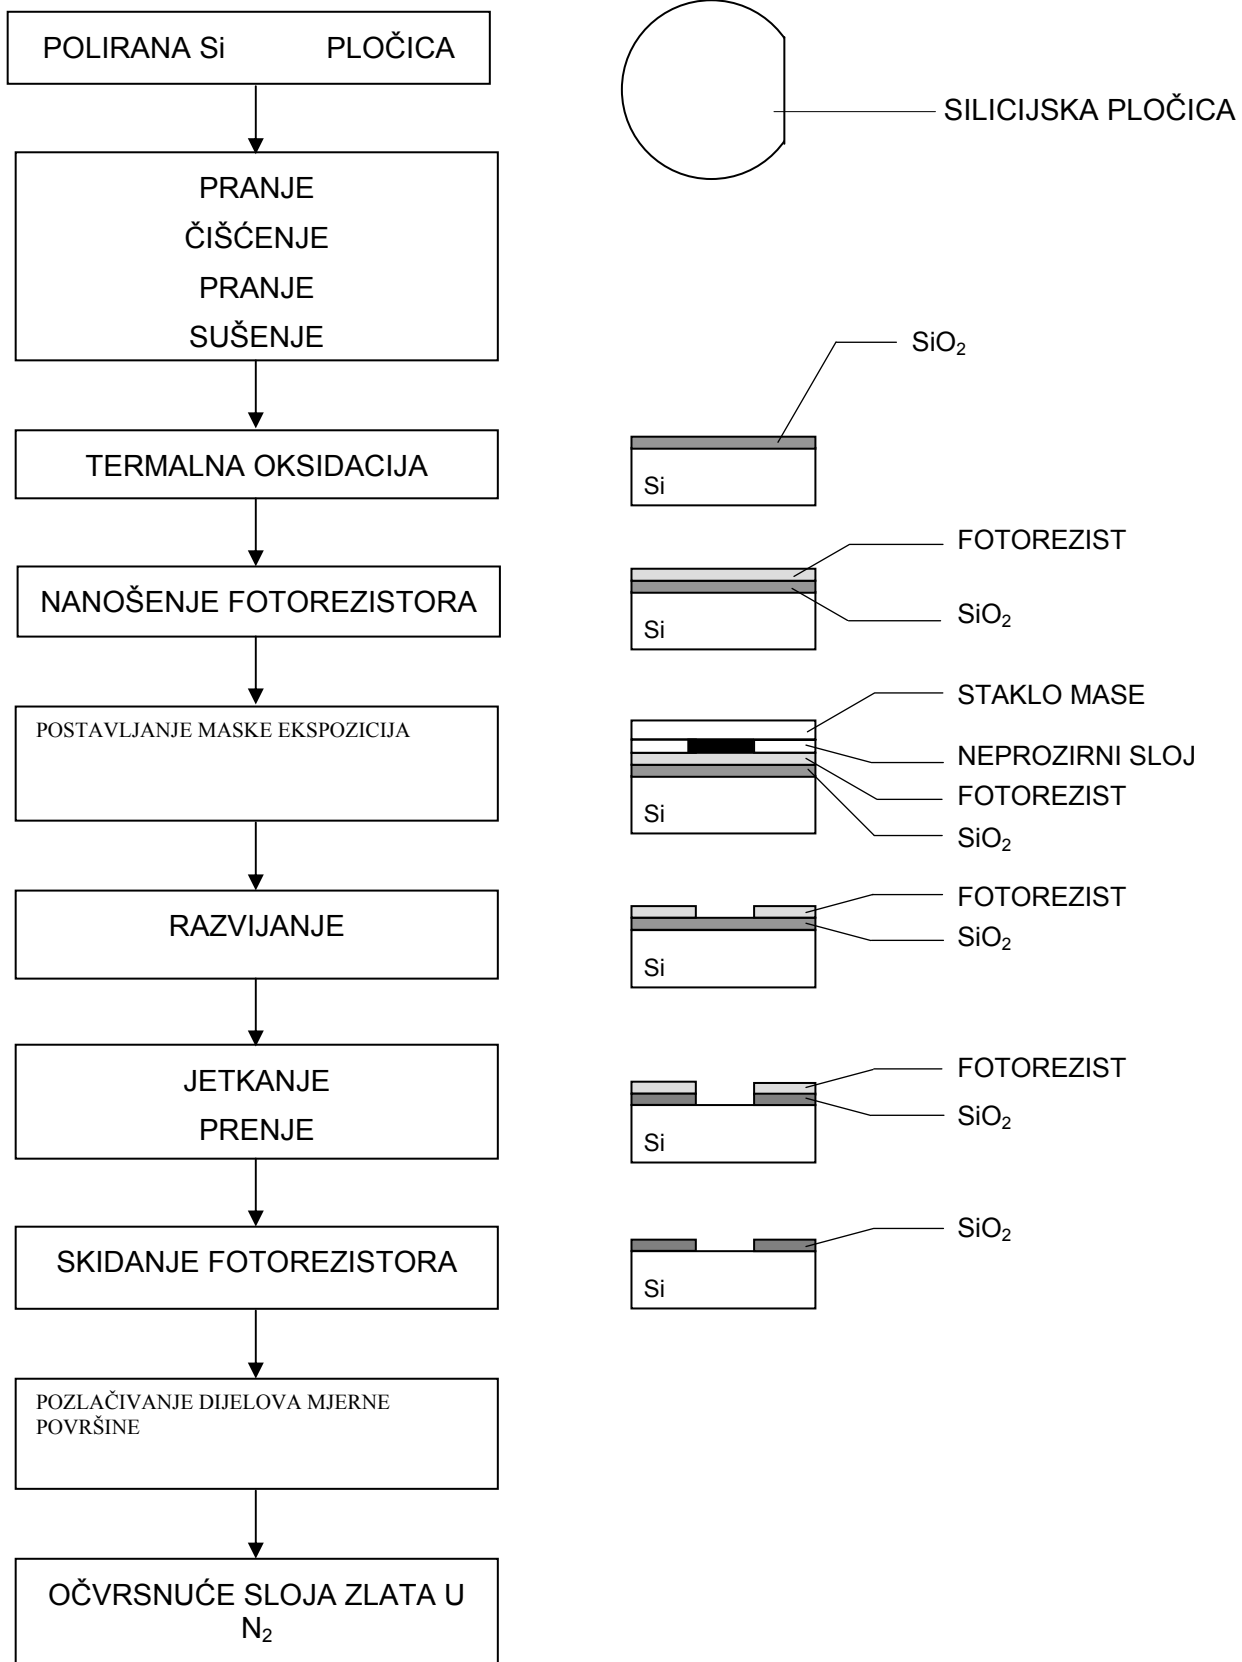 POLIRANA Si PLOČICA
SILICIJSKA PLOČICA
PRANJE
ČIŠĆENJE
PRANJE
SUŠENJE
SiO₂
TERMALNA OKSIDACIJA
Si
FOTOREZIST
NANOŠENJE FOTOREZISTORA
SiO₂
Si
STAKLO MASE
POSTAVLJANJE MASKE EKSPOZICIJA
NEPROZIRNI SLOJ
FOTOREZIST
Si
SiO₂
FOTOREZIST
RAZVIJANJE
SiO₂
Si
FOTOREZIST
JETKANJE
SiO₂
PRENJE
Si
SiO₂
SKIDANJE FOTOREZISTORA
Si
POZLAČIVANJE DIJELOVA MJERNE
POVRŠINE
OČVRSNUĆE SLOJA ZLATA U
N₂